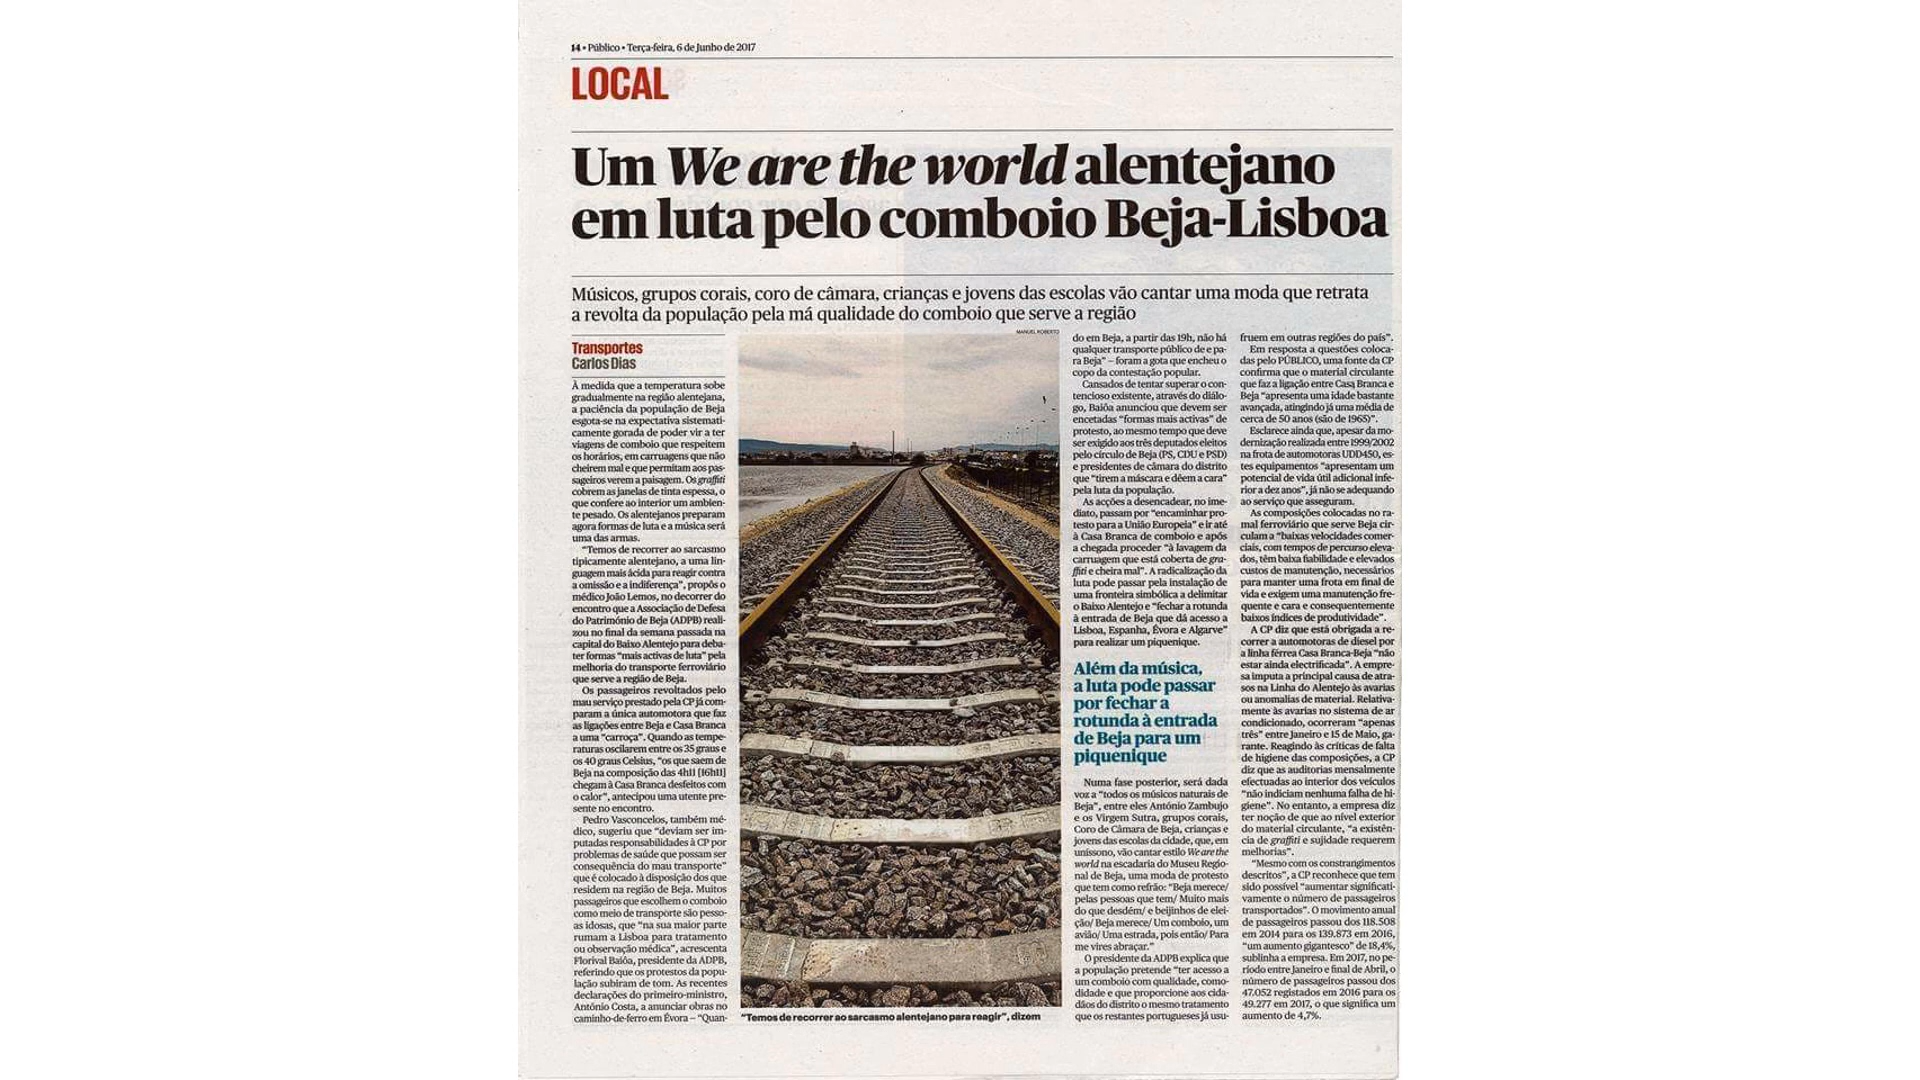 14 • Público • Terça-feira, 6 de Junho de 2017
LOCAL
Um We are the world alentejano
em luta pelo comboio Beja-Lisboa
Músicos, grupos corais, coro de câmara, crianças e jovens das escolas vão cantar uma moda que retrata
a revolta da população pela má qualidade do comboio que serve a região
MANUEL ROBERTO
Transportes
Carlos Dias
À medida que a temperatura sobe
gradualmente na região alentejana,
a paciência da população de Beja
esgota-se na expectativa sistemati-
camente gorada de poder vir a ter
viagens de comboio que respeitem
os horários, em carruagens que não
cheirem mal e que permitam aos pas-
sageiros verem a paisagem. Os graffiti
cobrem as janelas de tinta espessa, o
que confere ao interior um ambien-
te pesado. Os alentejanos preparam
agora formas de luta e a música será
uma das armas.
"Temos de recorrer ao sarcasmo
tipicamente alentejano, a uma lin-
guagem mais ácida para reagir contra
a omissão e a indiferença", propôs o
médico João Lemos, no decorrer do
encontro que a Associação de Defesa
do Património de Beja (ADPB) reali-
zou no final da semana passada na
capital do Baixo Alentejo para deba-
ter formas "mais activas de luta" pela
melhoria do transporte ferroviário
que serve a região de Beja.
Os passageiros revoltados pelo
mau serviço prestado pela CP já com-
param a única automotora que faz
as ligações entre Beja e Casa Branca
a uma "carroça". Quando as tempe-
raturas oscilarem entre os 35 graus e
os 40 graus Celsius, "os que saem de
Beja na composição das 4h11 [16h11]
chegam à Casa Branca desfeitos com
o calor", antecipou uma utente pre-
sente no encontro.
Pedro Vasconcelos, também mé-
dico, sugeriu que "deviam ser im-
putadas responsabilidades à CP por
problemas de saúde que possam ser
consequência do mau transporte"
que é colocado à disposição dos que
residem na região de Beja. Muitos
passageiros que escolhem o comboio
como meio de transporte são pesso-
as idosas, que "na sua maior parte
rumam a Lisboa para tratamento
ou observação médica", acrescenta
Florival Baiôa, presidente da ADPB,
referindo que os protestos da popu-
lação subiram de tom. As recentes
declarações do primeiro-ministro,
António Costa, a anunciar obras no
caminho-de-ferro em Évora – "Quan-
"Temos de recorrer ao sarcasmo alentejano para reagir", dizem
do em Beja, a partir das 19h, não há
qualquer transporte público de e pa-
ra Beja" – foram a gota que encheu o
copo da contestação popular.
Cansados de tentar superar o con-
tencioso existente, através do diálo-
go, Baiôa anunciou que devem ser
encetadas "formas mais activas" de
protesto, ao mesmo tempo que deve
ser exigido aos três deputados eleitos
pelo círculo de Beja (PS, CDU e PSD)
e presidentes de câmara do distrito
que "tirem a máscara e dêem a cara"
pela luta da população.
As acções a desencadear, no ime-
diato, passam por "encaminhar pro-
testo para a União Europeia" e ir até
à Casa Branca de comboio e após
a chegada proceder "à lavagem da
carruagem que está coberta de gra-
ffiti e cheira mal". A radicalização da
luta pode passar pela instalação de
uma fronteira simbólica a delimitar
o Baixo Alentejo e "fechar a rotunda
à entrada de Beja que dá acesso a
Lisboa, Espanha, Évora e Algarve"
para realizar um piquenique.
Além da música,
a luta pode passar
por fechar a
rotunda à entrada
de Beja para um
piquenique
Numa fase posterior, será dada
voz a "todos os músicos naturais de
Beja", entre eles António Zambujo
e os Virgem Sutra, grupos corais,
Coro de Câmara de Beja, crianças e
jovens das escolas da cidade, que, em
uníssono, vão cantar estilo We are the
world na escadaria do Museu Regio-
nal de Beja, uma moda de protesto
que tem como refrão: "Beja merece/
pelas pessoas que tem/ Muito mais
do que desdém/ e beijinhos de elei-
ção/ Beja merece/ Um comboio, um
avião/ Uma estrada, pois então/ Para
me vires abraçar."
O presidente da ADPB explica que
a população pretende "ter acesso a
um comboio com qualidade, como-
didade e que proporcione aos cida-
dãos do distrito o mesmo tratamento
que os restantes portugueses já usu-
fruem em outras regiões do país".
Em resposta a questões coloca-
das pelo PÚBLICO, uma fonte da CP
confirma que o material circulante
que faz a ligação entre Casa Branca e
Beja "apresenta uma idade bastante
avançada, atingindo já uma média de
cerca de 50 anos (são de 1965)".
Esclarece ainda que, apesar da mo-
dernização realizada entre 1999/2002
na frota de automotoras UDD450, es-
tes equipamentos "apresentam um
potencial de vida útil adicional infe-
rior a dez anos", já não se adequando
ao serviço que asseguram.
As composições colocadas no ra-
mal ferroviário que serve Beja cir-
culam a "baixas velocidades comer-
ciais, com tempos de percurso eleva-
dos, têm baixa fiabilidade e elevados
custos de manutenção, necessários
para manter uma frota em final de
vida e exigem uma manutenção fre-
quente e cara e consequentemente
baixos índices de produtividade".
A CP diz que está obrigada a re-
correr a automotoras de diesel por
a linha férrea Casa Branca-Beja "não
estar ainda electrificada". A empre-
sa imputa a principal causa de atra-
sos na Linha do Alentejo às avarias
ou anomalias de material. Relativa-
mente às avarias no sistema de ar
condicionado, ocorreram "apenas
três" entre Janeiro e 15 de Maio, ga-
rante. Reagindo às críticas de falta
de higiene das composições, a CP
diz que as auditorias mensalmente
efectuadas ao interior dos veículos
"não indiciam nenhuma falha de hi-
giene". No entanto, a empresa diz
ter noção de que ao nível exterior
do material circulante, "a existên-
cia de graffiti e sujidade requerem
melhorias".
"Mesmo com os constrangimentos
descritos", a CP reconhece que tem
sido possível "aumentar significati-
vamente o número de passageiros
transportados". O movimento anual
de passageiros passou dos 118.508
em 2014 para os 139.873 em 2016,
"um aumento gigantesco" de 18,4%,
sublinha a empresa. Em 2017, no pe-
ríodo entre Janeiro e final de Abril, o
número de passageiros passou dos
47.052 registados em 2016 para os
49.277 em 2017, o que significa um
aumento de 4,7%.